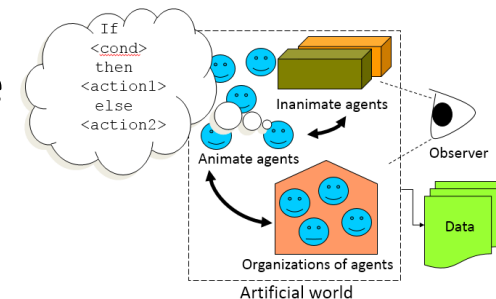 If
<cond>
then
<action1>
else
<action2>
Inanimate agents
Animate agents
Observer
Data
Organizations of agents
Artificial world